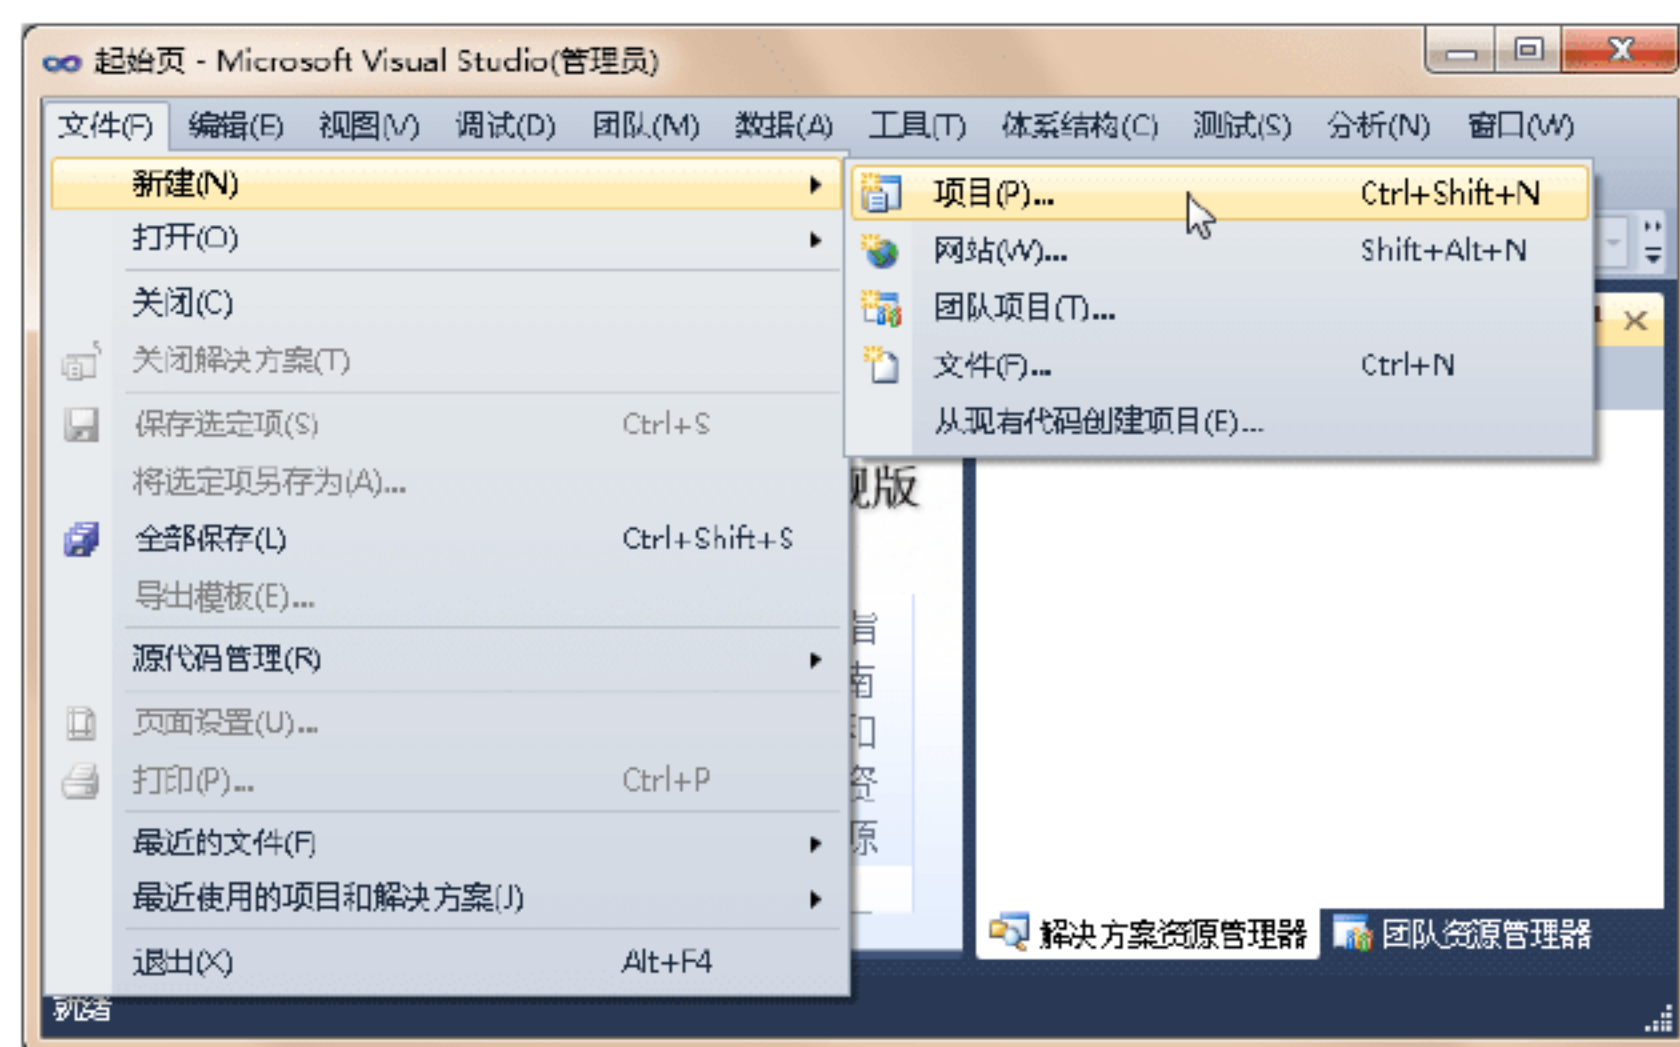 起始页 - Microsoft Visual Studio(管理员)
文件(F) 编辑(E) 视图(V) 调试(D) 团队(M) 数据(A) 工具(T) 体系结构(C) 测试(S) 分析(N) 窗口(W)
新建(N)
打开(O)
关闭(C)
关闭解决方案(T)
保存选定项(S) Ctrl+S
将选定项另存为(A)...
全部保存(L) Ctrl+Shift+S
导出模板(E)...
源代码管理(R)
页面设置(U)...
打印(P)... Ctrl+P
最近的文件(F)
最近使用的项目和解决方案(J)
退出(X) Alt+F4
项目(P)... Ctrl+Shift+N
网站(W)... Shift+Alt+N
团队项目(T)...
文件(F)... Ctrl+N
从现有代码创建项目(E)...
版
南
和
资
源
解决方案资源管理器 团队资源管理器
就绪